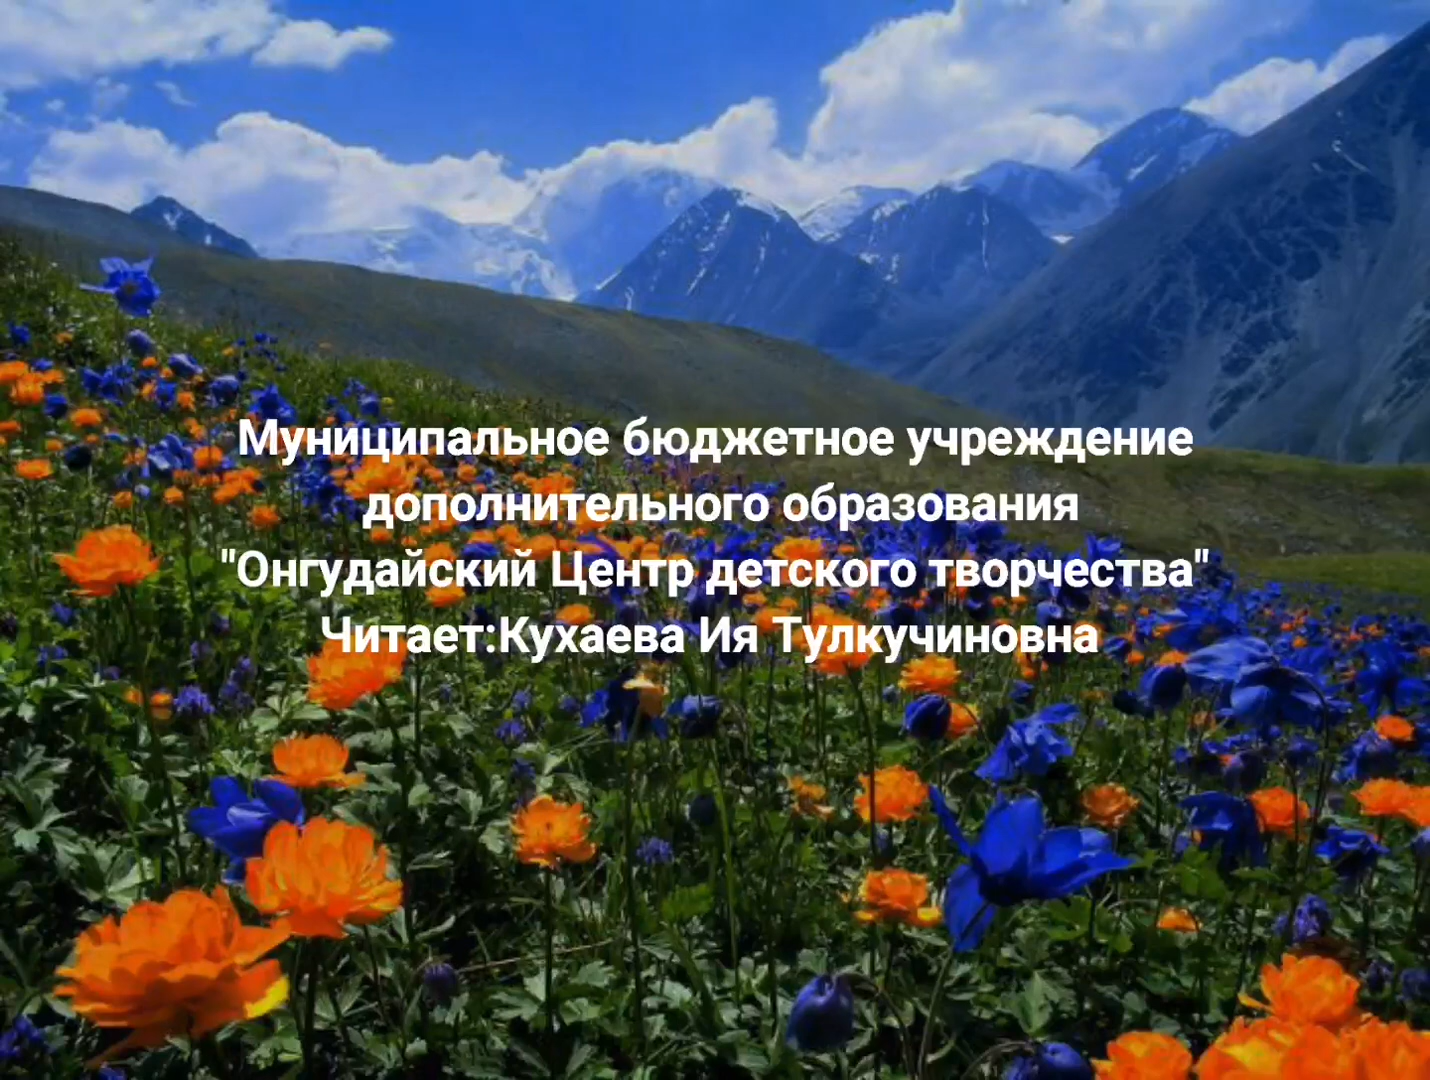 Муниципальное бюджетное учреждение
дополнительного образования
"Онгудайский Центр детского творчества"
Читает:Кухаева Ия Тулкучиновна